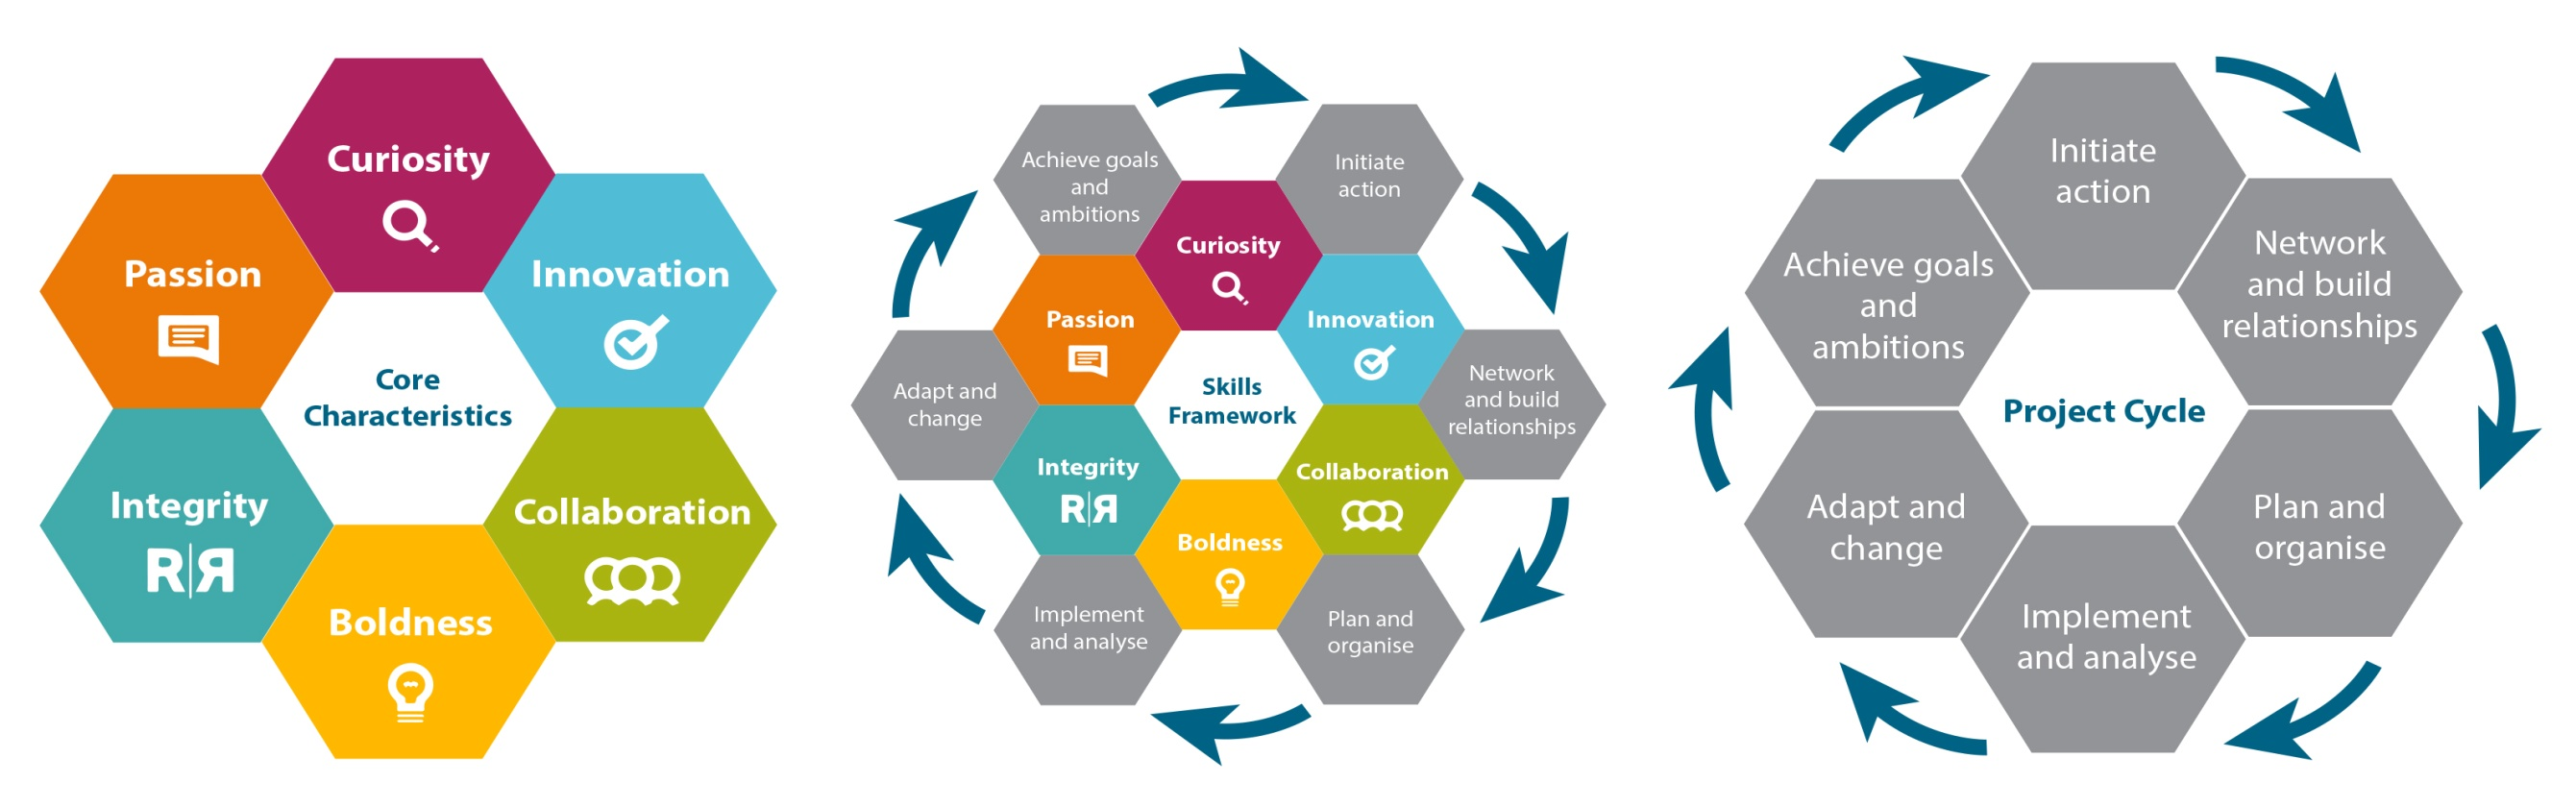 Curiosity
Passion
Innovation
Core
Characteristics
Integrity
R|Я
Collaboration
Boldness
Achieve goals
and
ambitions
Initiate
action
Curiosity
Passion
Innovation
Adapt and
change
Skills
Framework
Network
and build
relationships
Integrity
R|Я
Collaboration
Boldness
Implement
and analyse
Plan and
organise
Initiate
action
Achieve goals
and
ambitions
Network
and build
relationships
Project Cycle
Adapt and
change
Plan and
organise
Implement
and analyse